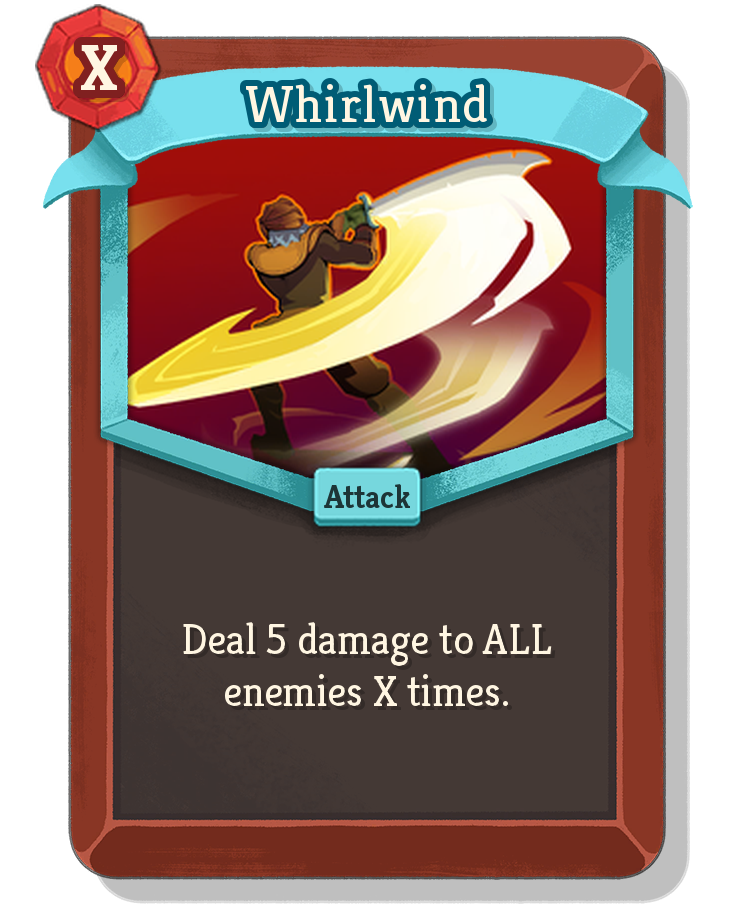 X
Whirlwind
Attack
Deal 5 damage to ALL
enemies X times.